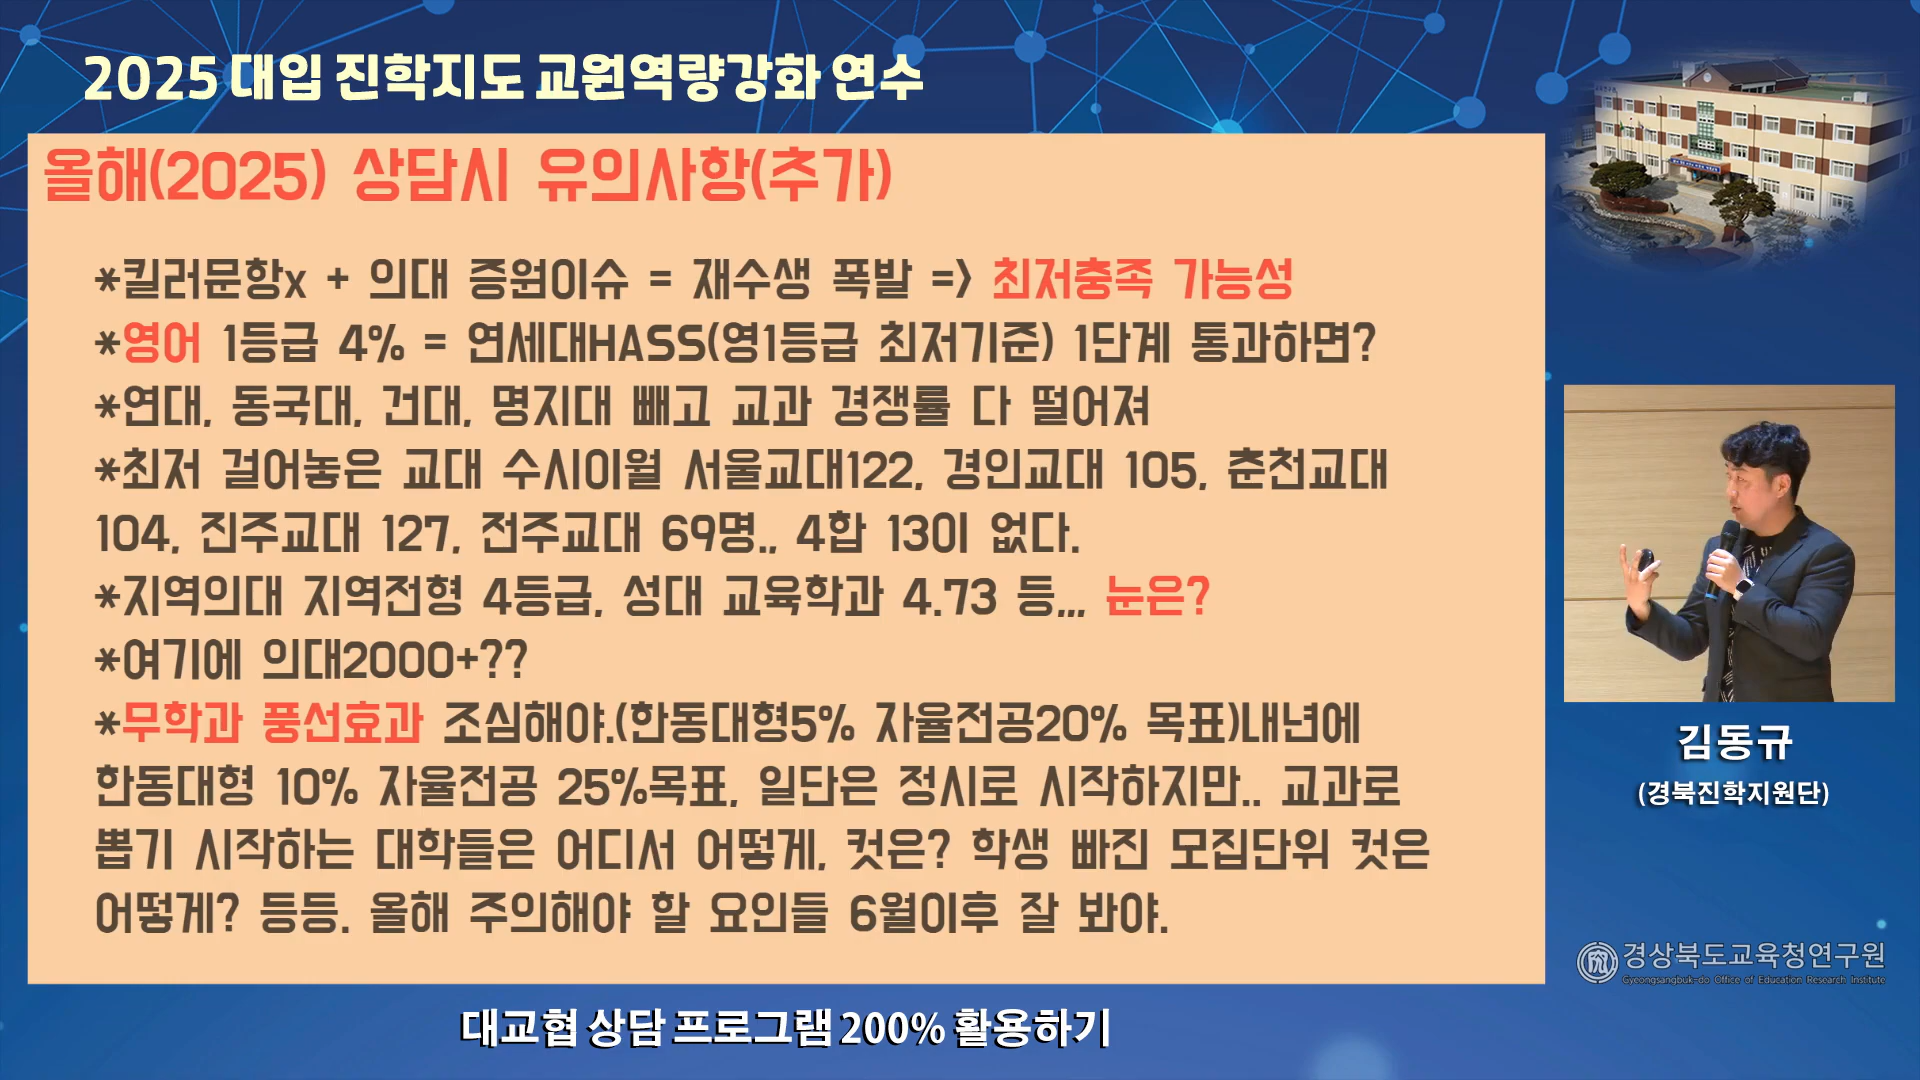 2025 대입 진학지도 교원역량강화 연수
올해(2025) 상담시 유의사항(추가)
*킬러문항x + 의대 증원이슈 = 재수생 폭발 => 최저충족 가능성
*영어 1등급 4% = 연세대HASS(영1등급 최저기준) 1단계 통과하면?
*연대, 동국대, 건대, 명지대 빼고 교과 경쟁률 다 떨어져
*최저 걸어놓은 교대 수시이월 서울교대122, 경인교대 105, 춘천교대
104, 진주교대 127, 전주교대 69명., 4합 13이 없다.
*지역의대 지역전형 4등급, 성대 교육학과 4.73 등,,, 눈은?
*여기에 의대2000+??
*무학과 풍선효과 조심해야.(한동대형5% 자율전공20% 목표)내년에
한동대형 10% 자율전공 25%목표, 일단은 정시로 시작하지만.. 교과로
뽑기 시작하는 대학들은 어디서 어떻게, 컷은? 학생 빠진 모집단위 컷은
어떻게? 등등. 올해 주의해야 할 요인들 6월이후 잘 봐야.
김동규
(경북진학지원단)
경상북도교육청연구원
Gyeongsangbuk-do Office of Education Research Institute
대교협 상담 프로그램 200% 활용하기